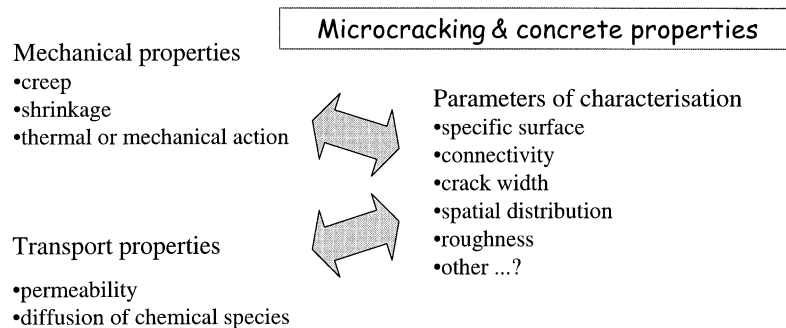 Microcracking & concrete properties
Mechanical properties
•creep
•shrinkage
•thermal or mechanical action
Parameters of characterisation
•specific surface
•connectivity
•crack width
•spatial distribution
•roughness
•other ...?
Transport properties
•permeability
•diffusion of chemical species